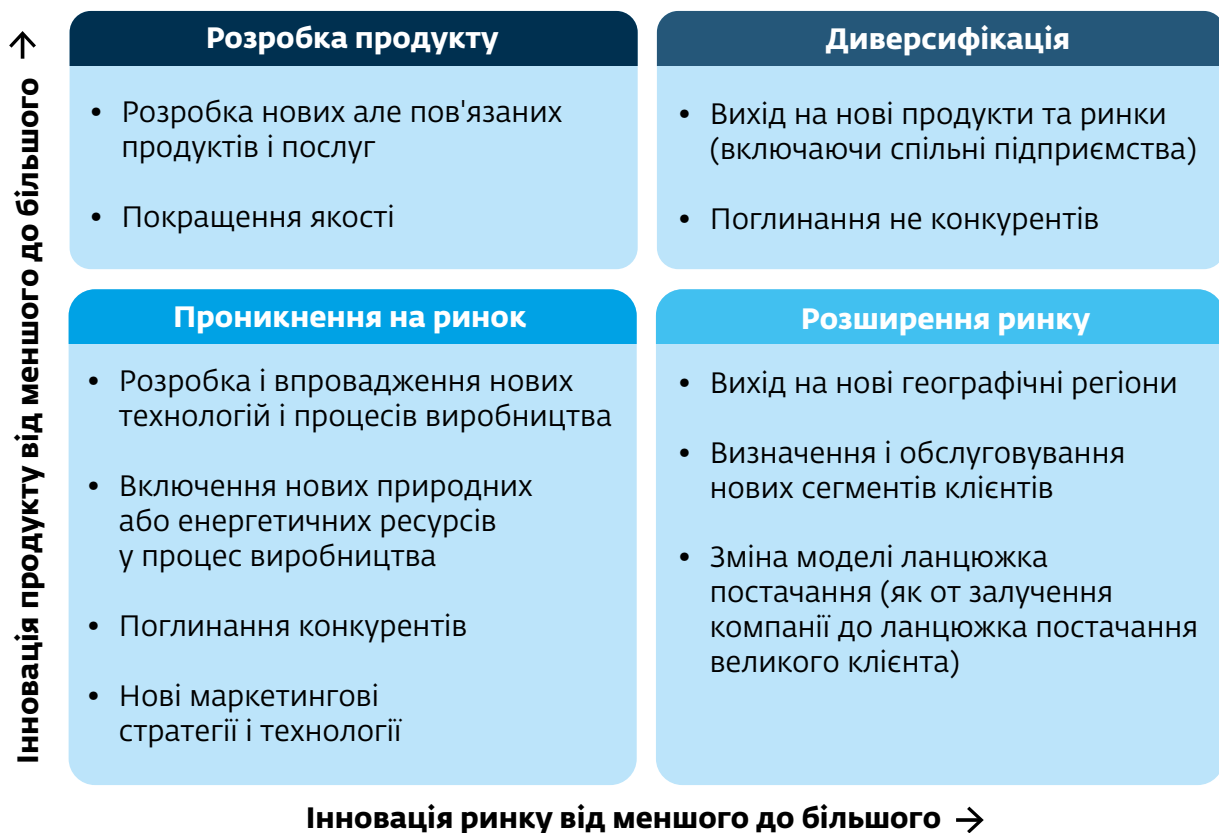 Інновація продукту від меншого до більшого →
Розробка продукту
• Розробка нових але пов'язаних
продуктів і послуг
• Покращення якості
Диверсифікація
• Вихід на нові продукти та ринки
(включаючи спільні підприємства)
• Поглинання не конкурентів
Проникнення на ринок
• Розробка і впровадження нових
технологій і процесів виробництва
• Включення нових природних
або енергетичних ресурсів
у процес виробництва
• Поглинання конкурентів
• Нові маркетингові
стратегії і технології
Розширення ринку
• Вихід на нові географічні регіони
• Визначення і обслуговування
нових сегментів клієнтів
• Зміна моделі ланцюжка
постачання (як от залучення
компанії до ланцюжка постачання
великого клієнта)
Інновація ринку від меншого до більшого →